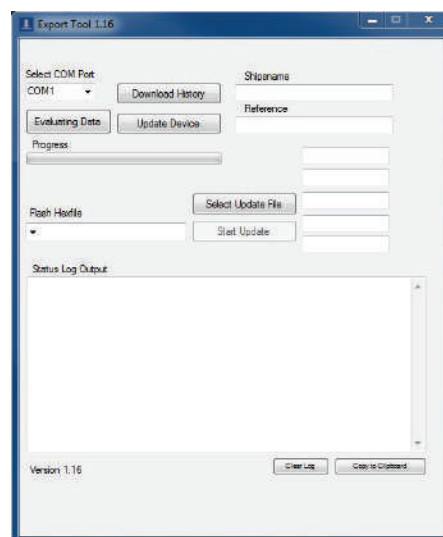 Export Tool 1.16
Select COM Port
COM1
Download History
Shipsname
Evaluating Data
Update Device
Reference
Progress
Select Update File
Flash Hexfile
Start Update
Status Log Output
Version 1.16
Clear Log
Copy to Clipboard